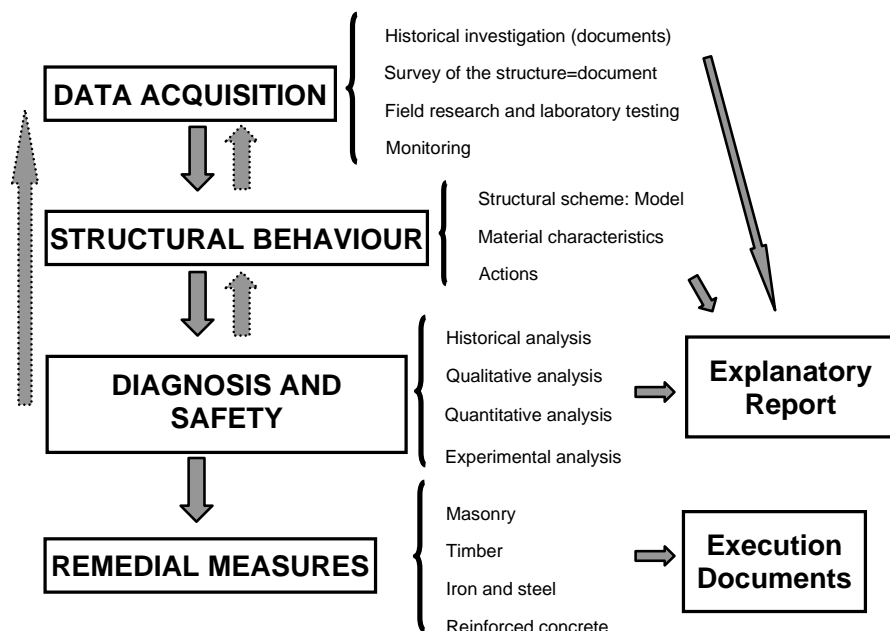 DATA ACQUISITION
Historical investigation (documents)
Survey of the structure=document
Field research and laboratory testing
Monitoring
STRUCTURAL BEHAVIOUR
Structural scheme: Model
Material characteristics
Actions
DIAGNOSIS AND
SAFETY
Historical analysis
Qualitative analysis
Quantitative analysis
Experimental analysis
Explanatory
Report
REMEDIAL MEASURES
Masonry
Timber
Iron and steel
Reinforced concrete
Execution
Documents